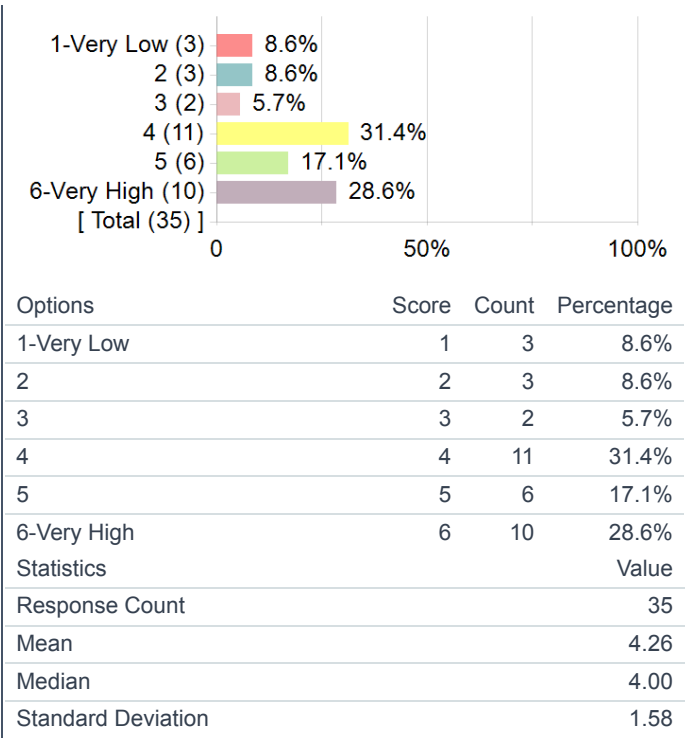 1-Very Low (3) 8.6%
2 (3) 8.6%
3 (2) 5.7%
4 (11) 31.4%
5 (6) 17.1%
6-Very High (10) 28.6%
[ Total (35) ]
0 50% 100%
Options Score Count Percentage
1-Very Low 1 3 8.6%
2 2 3 8.6%
3 3 2 5.7%
4 4 11 31.4%
5 5 6 17.1%
6-Very High 6 10 28.6%
Statistics Value
Response Count 35
Mean 4.26
Median 4.00
Standard Deviation 1.58